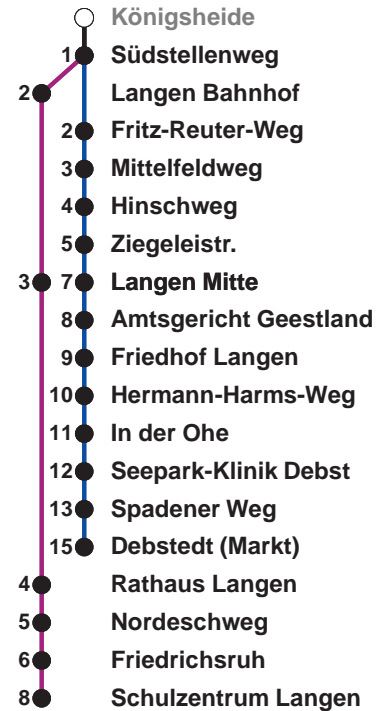 Königsheide
1 Südstellenweg
2 Langen Bahnhof
2 Fritz-Reuter-Weg
3 Mittelfeldweg
4 Hinschweg
5 Ziegeleistr.
3 7 Langen Mitte
8 Amtsgericht Geestland
9 Friedhof Langen
10 Hermann-Harms-Weg
11 In der Ohe
12 Seepark-Klinik Debst
13 Spadener Weg
15 Debstedt (Markt)
4 Rathaus Langen
5 Nordeschweg
6 Friedrichsruh
8 Schulzentrum Langen